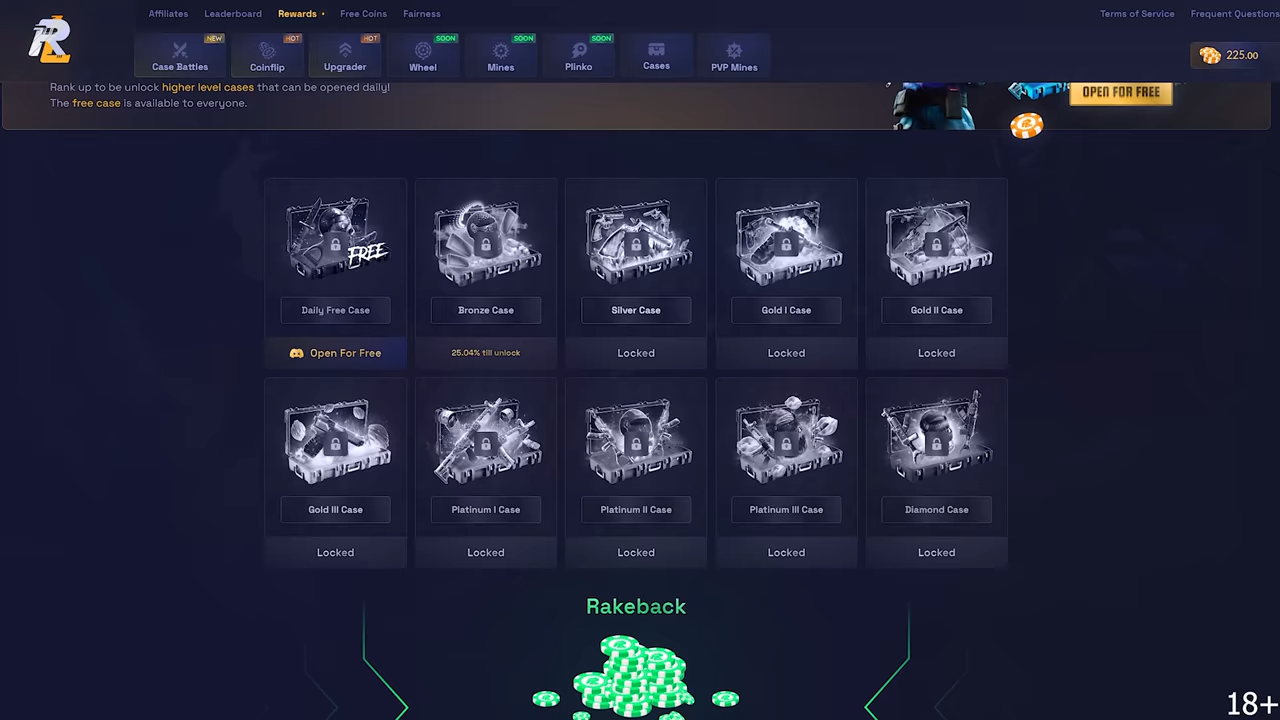 Affiliates Leaderboard Rewards Free Coins Fairness Terms of Service Frequent Questions
NEW HOT HOT SOON SOON SOON
Case Battles Coinflip Upgrader Wheel Mines Plinko Cases PVP Mines
225.00
Rank up to be unlock higher level cases that can be opened daily!
The free case is available to everyone.
OPEN FOR FREE
FREE
Daily Free Case Bronze Case Silver Case Gold I Case Gold II Case
Open For Free 25.04% till unlock Locked Locked Locked
Gold III Case Platinum I Case Platinum II Case Platinum III Case Diamond Case
Locked Locked Locked Locked Locked
Rakeback
18+